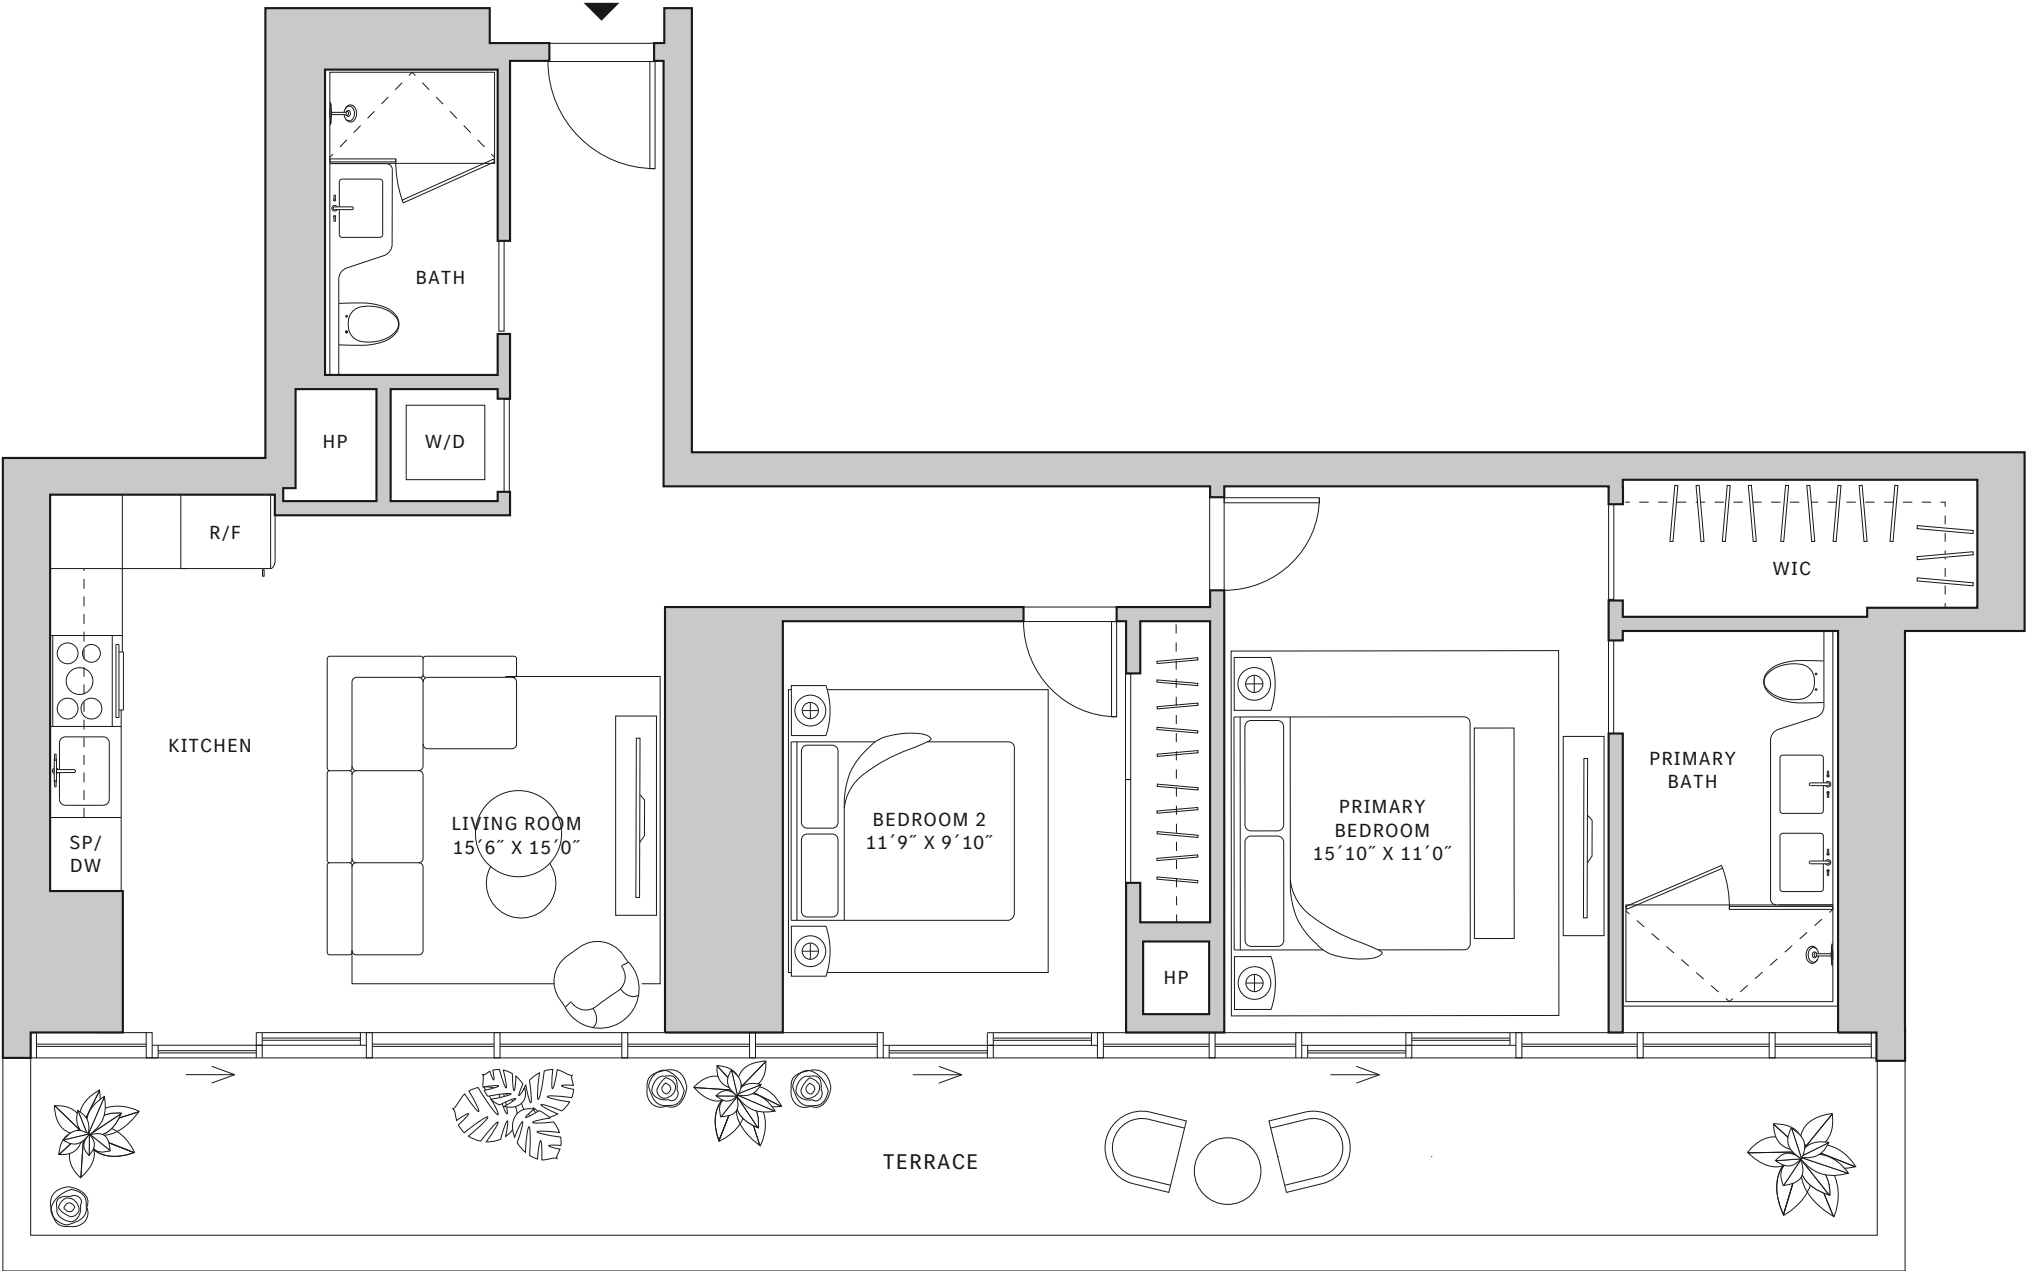 BATH
HP
W/D
R/F
WIC
KITCHEN
SP/
DW
LIVING ROOM
15´6˝ X 15´0˝
BEDROOM 2
11´9˝ X 9´10˝
HP
PRIMARY
BEDROOM
15´10˝ X 11´0˝
PRIMARY
BATH
TERRACE